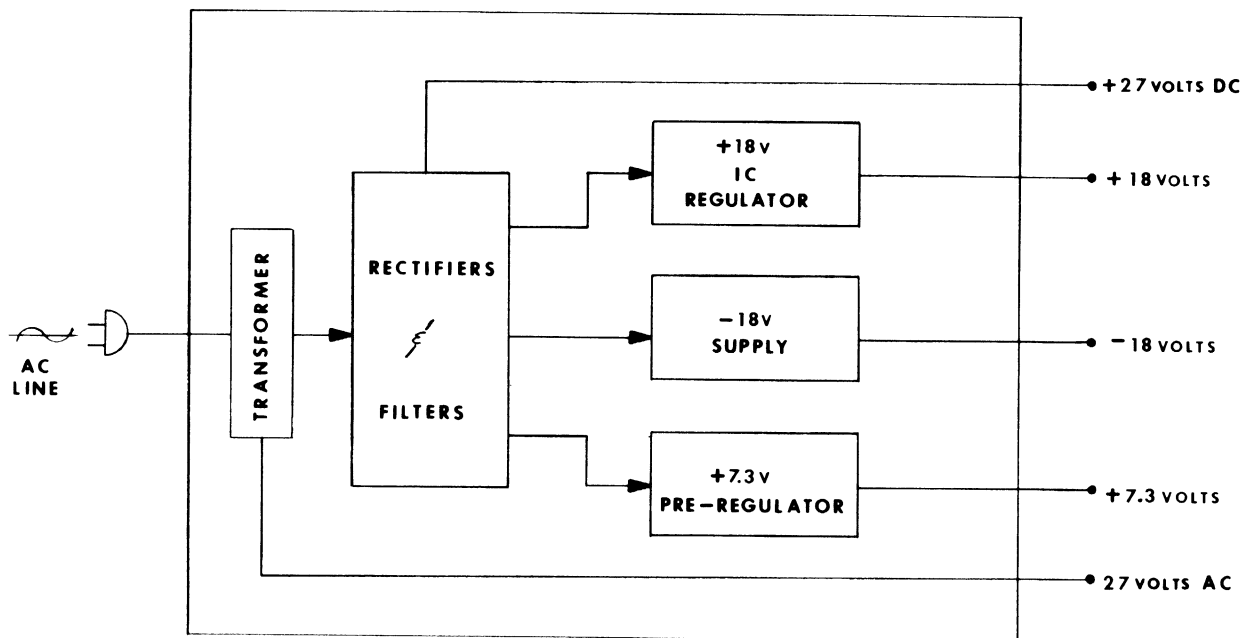 AC
LINE
TRANSFORMER
RECTIFIERS
&
FILTERS
+18V
IC
REGULATOR
-18V
SUPPLY
+7.3V
PRE-REGULATOR
+27 VOLTS DC
+18 VOLTS
-18 VOLTS
+7.3 VOLTS
27 VOLTS AC